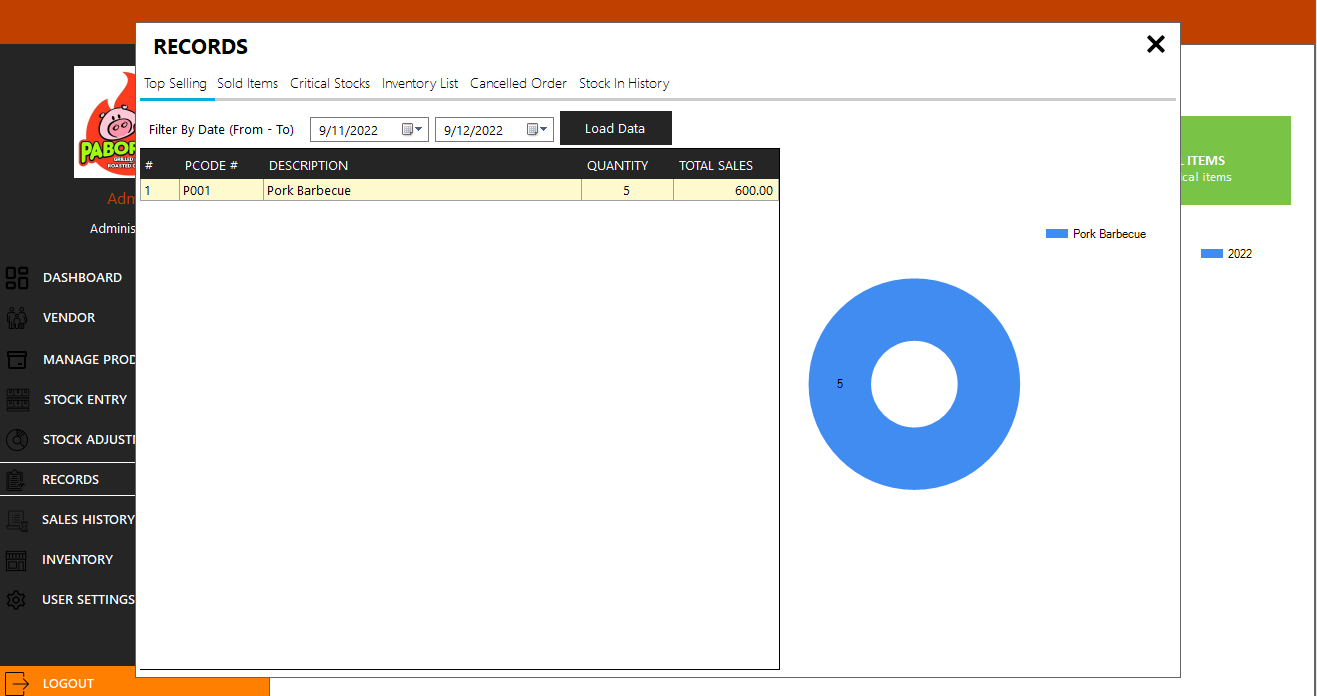 RECORDS
Top Selling Sold Items Critical Stocks Inventory List Cancelled Order Stock In History
Filter By Date (From - To) 9/11/2022 9/12/2022 Load Data
# PCODE # DESCRIPTION QUANTITY TOTAL SALES
1 P001 Pork Barbecue 5 600.00
Pork Barbecue
5
ITEMS
cal items
2022
PABOR
GRILLED
ROASTED
Adm
Adminis
DASHBOARD
VENDOR
MANAGE PROD
STOCK ENTRY
STOCK ADJUSTI
RECORDS
SALES HISTORY
INVENTORY
USER SETTINGS
LOGOUT